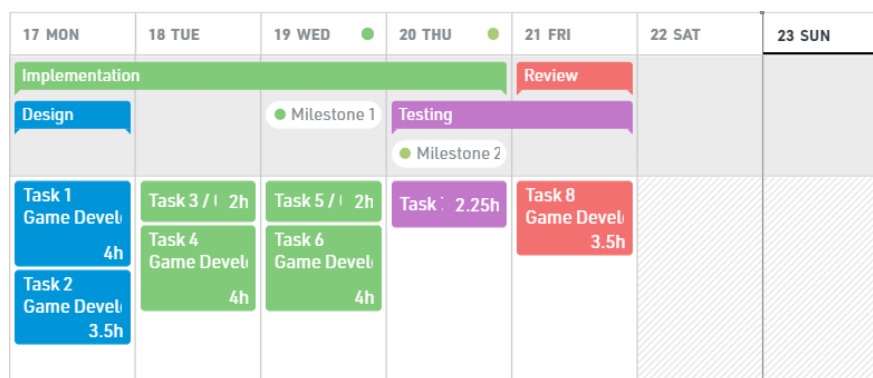 17 MON
18 TUE
19 WED
20 THU
21 FRI
22 SAT
23 SUN
Implementation
Review
Design
Milestone 1
Testing
Milestone 2
Task 1
Game Devel
4h
Task 2
Game Devel
3.5h
Task 3 / 2h
Task 4
Game Devel
4h
Task 5 / 2h
Task 6
Game Devel
4h
Task 2.25h
Task 8
Game Devel
3.5h